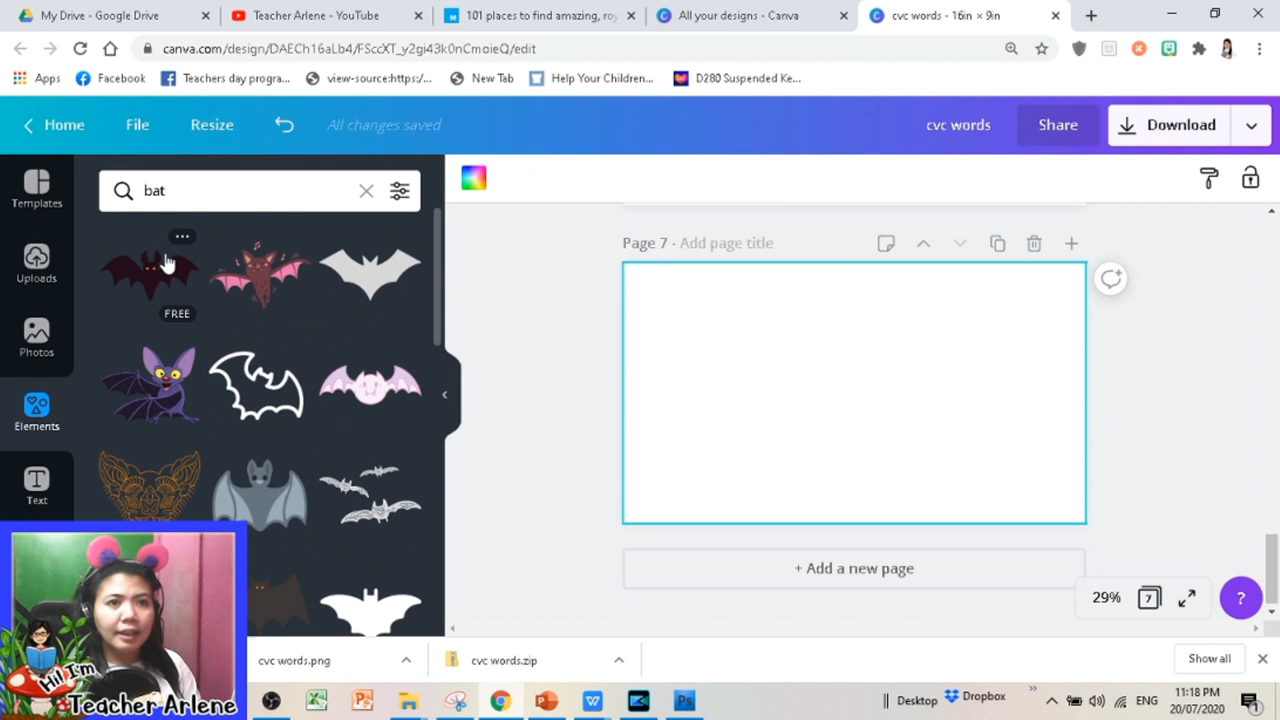 My Drive - Google Drive
Teacher Arlene - YouTube
101 places to find amazing, roy
All your designs - Canva
cvc words - 16in × 9in
canva.com/design/DAECh16aLb4/FSccXT_y2gi43k0nCmoieQ/edit
Apps
Facebook
Teachers day progra...
view-source:https:/...
New Tab
Help Your Children...
D280 Suspended Ke...
Home
File
Resize
All changes saved
cvc words
Share
Download
Templates
Uploads
Photos
Elements
Text
bat
FREE
Page 7 - Add page title
+ Add a new page
29%
7
?
Hi! I'm
Teacher Arlene
cvc words.png
cvc words.zip
Show all
Desktop
Dropbox
ENG
11:18 PM
20/07/2020
1